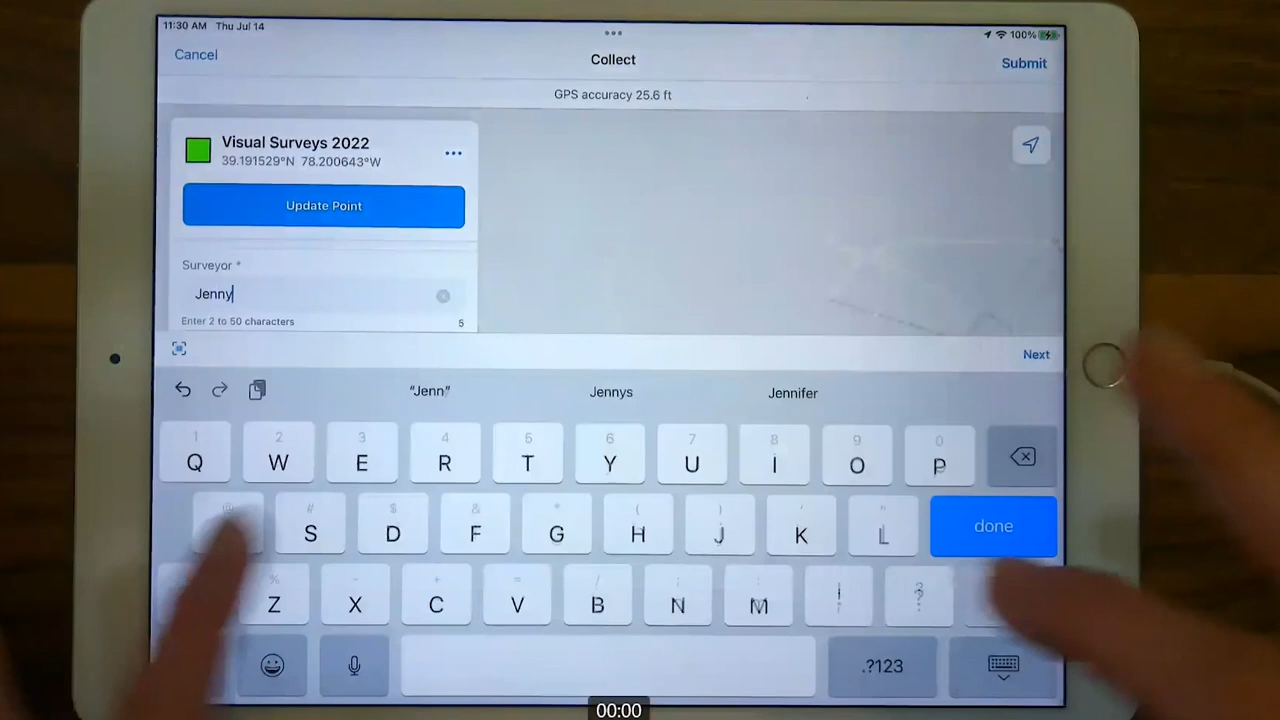 11:30 AM Thu Jul 14
100%
Cancel
Collect
Submit
GPS accuracy 25.6 ft
Visual Surveys 2022
39.191529°N 78.200643°W
Update Point
Surveyor *
Jenny
Enter 2 to 50 characters
5
Next
"Jenn"
Jennys
Jennifer
1 2 3 4 5 6 7 8 9 0
Q W E R T Y U I O P
@ # $ & * ( ) ' "
S D F G H J K L
done
% - + = / ; : ! ?
Z X C V B N M
.?123
00:00